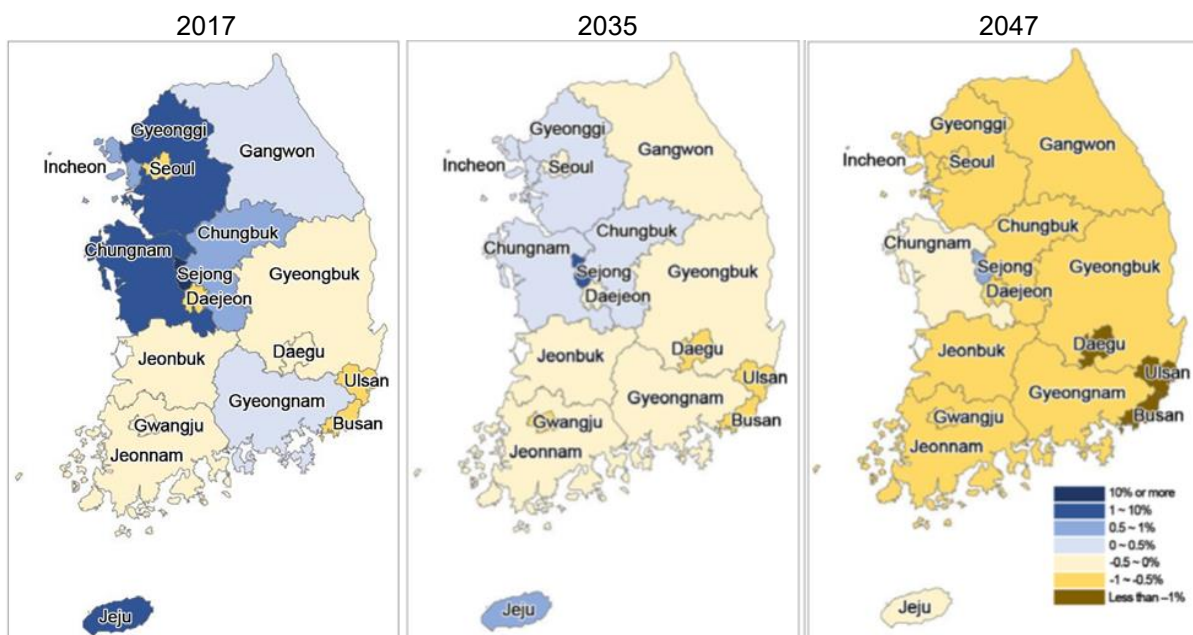 2017
Gyeonggi
Gangwon
Incheon
Seoul
Chungbuk
Chungnam
Sejong
Gyeongbuk
Daejeon
Jeonbuk
Daegu
Ulsan
Gyeongnam
Gwangju
Busan
Jeonnam
Jeju
2035
Gyeonggi
Gangwon
Incheon
Seoul
Chungbuk
Chungnam
Sejong
Gyeongbuk
Daejeon
Jeonbuk
Daegu
Ulsan
Gyeongnam
Gwangju
Busan
Jeonnam
Jeju
2047
Gyeonggi
Gangwon
Incheon
Seoul
Chungbuk
Chungnam
Sejong
Gyeongbuk
Daejeon
Daegu
Jeonbuk
Ulsan
Gyeongnam
Gwangju
Busan
Jeonnam
Jeju
10% or more
1 ~ 10%
0.5 ~ 1%
0 ~ 0.5%
-0.5 ~ 0%
-1 ~ -0.5%
Less than –1%